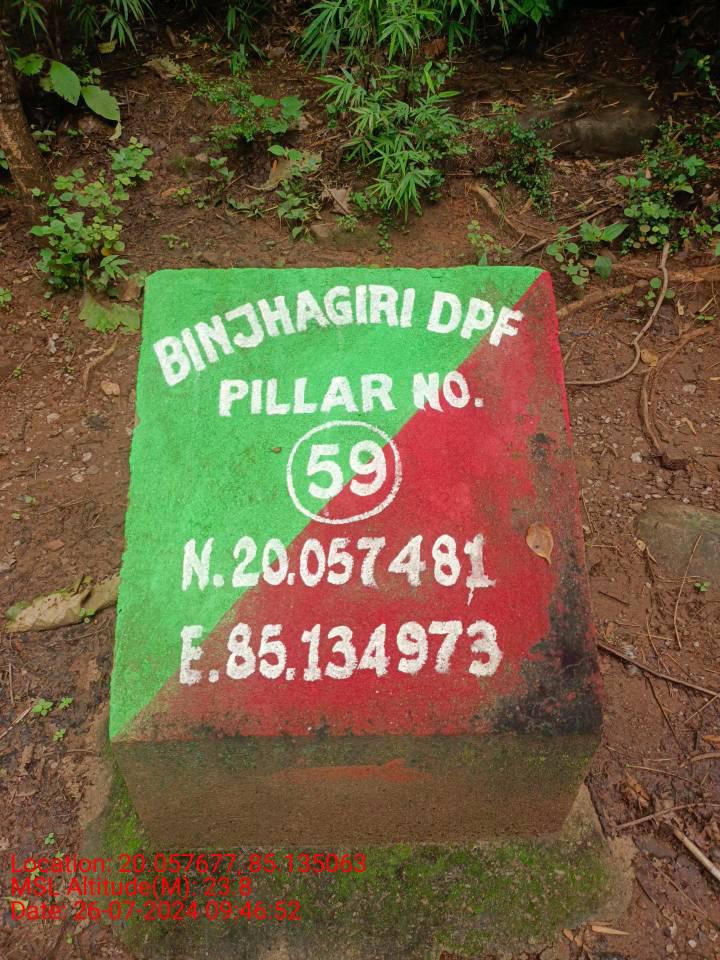 BINJHAGIRI DPF
PILLAR NO.
59
N.20.057481
E.85.134973
Location: 20.057677, 85.135063
MSL Altitude(M): 23.8
Date: 26-07-2024 09:46:52